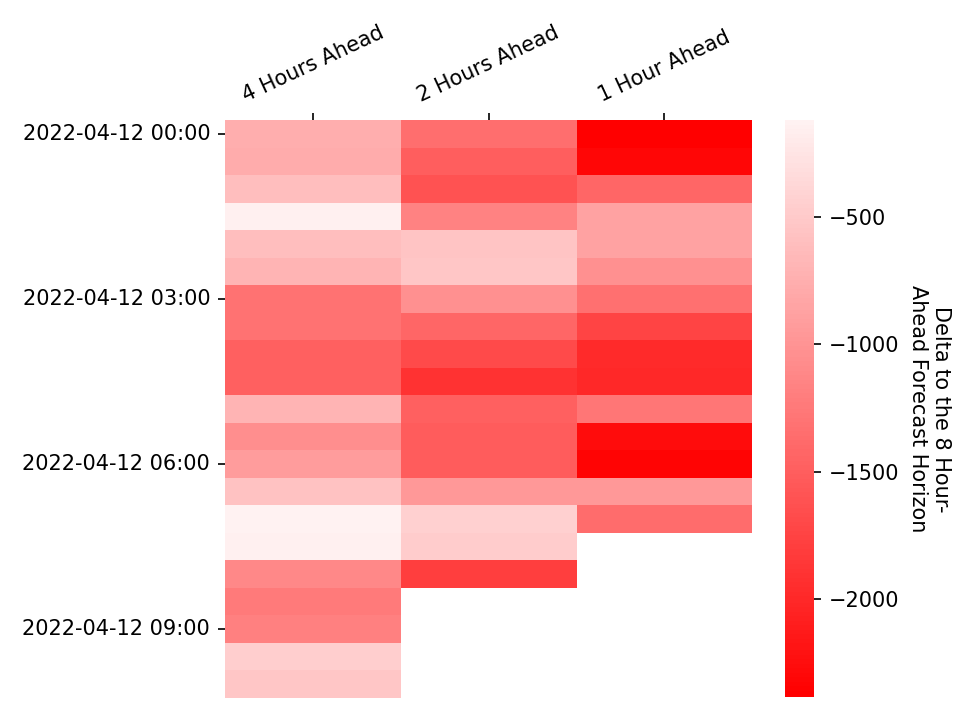 4 Hours Ahead
2 Hours Ahead
1 Hour Ahead
2022-04-12 00:00
2022-04-12 03:00
2022-04-12 06:00
2022-04-12 09:00
−500
−1000
−1500
−2000
Delta to the 8 Hour-
Ahead Forecast Horizon